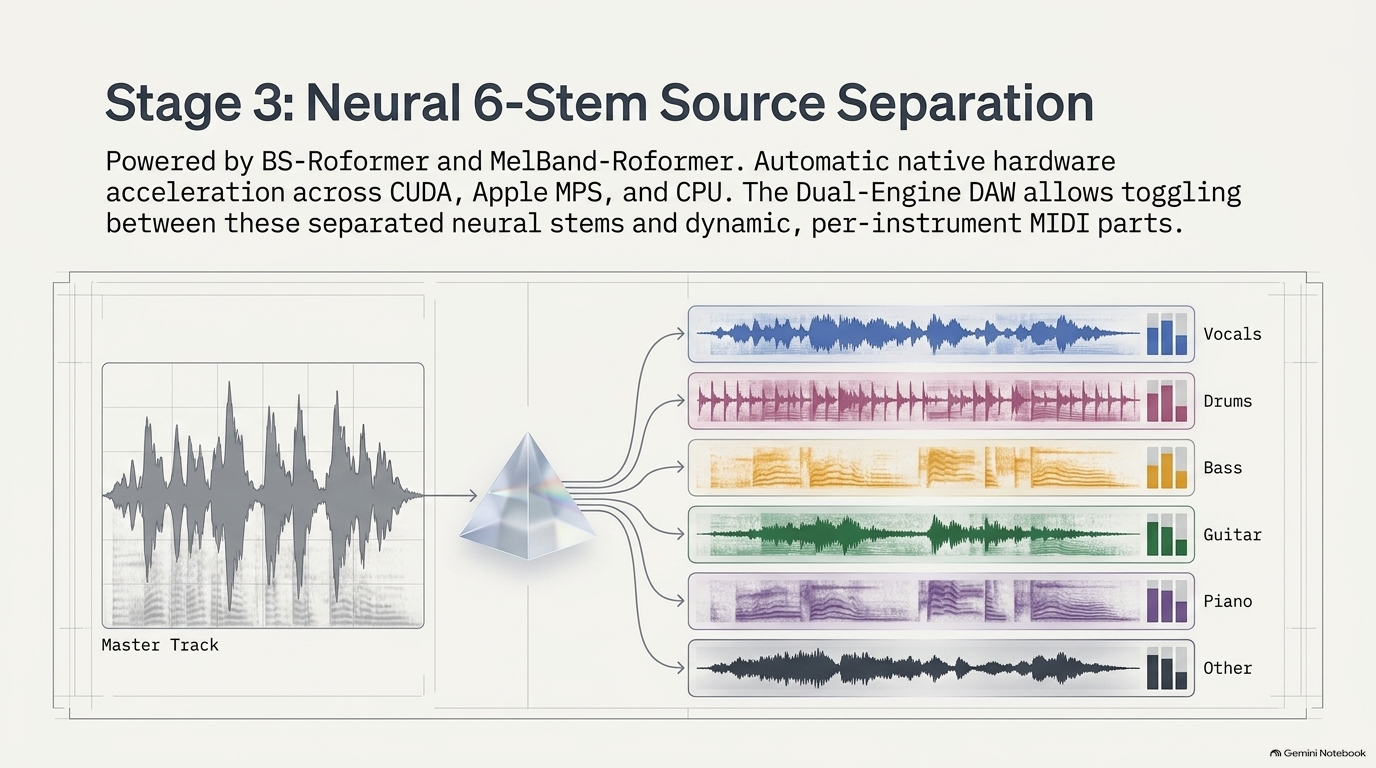 Stage 3: Neural 6-Stem Source Separation
Powered by BS-Roformer and MelBand-Roformer. Automatic native hardware
acceleration across CUDA, Apple MPS, and CPU. The Dual-Engine DAW allows toggling
between these separated neural stems and dynamic, per-instrument MIDI parts.
Master Track
Vocals
Drums
Bass
Guitar
Piano
Other
Gemini Notebook